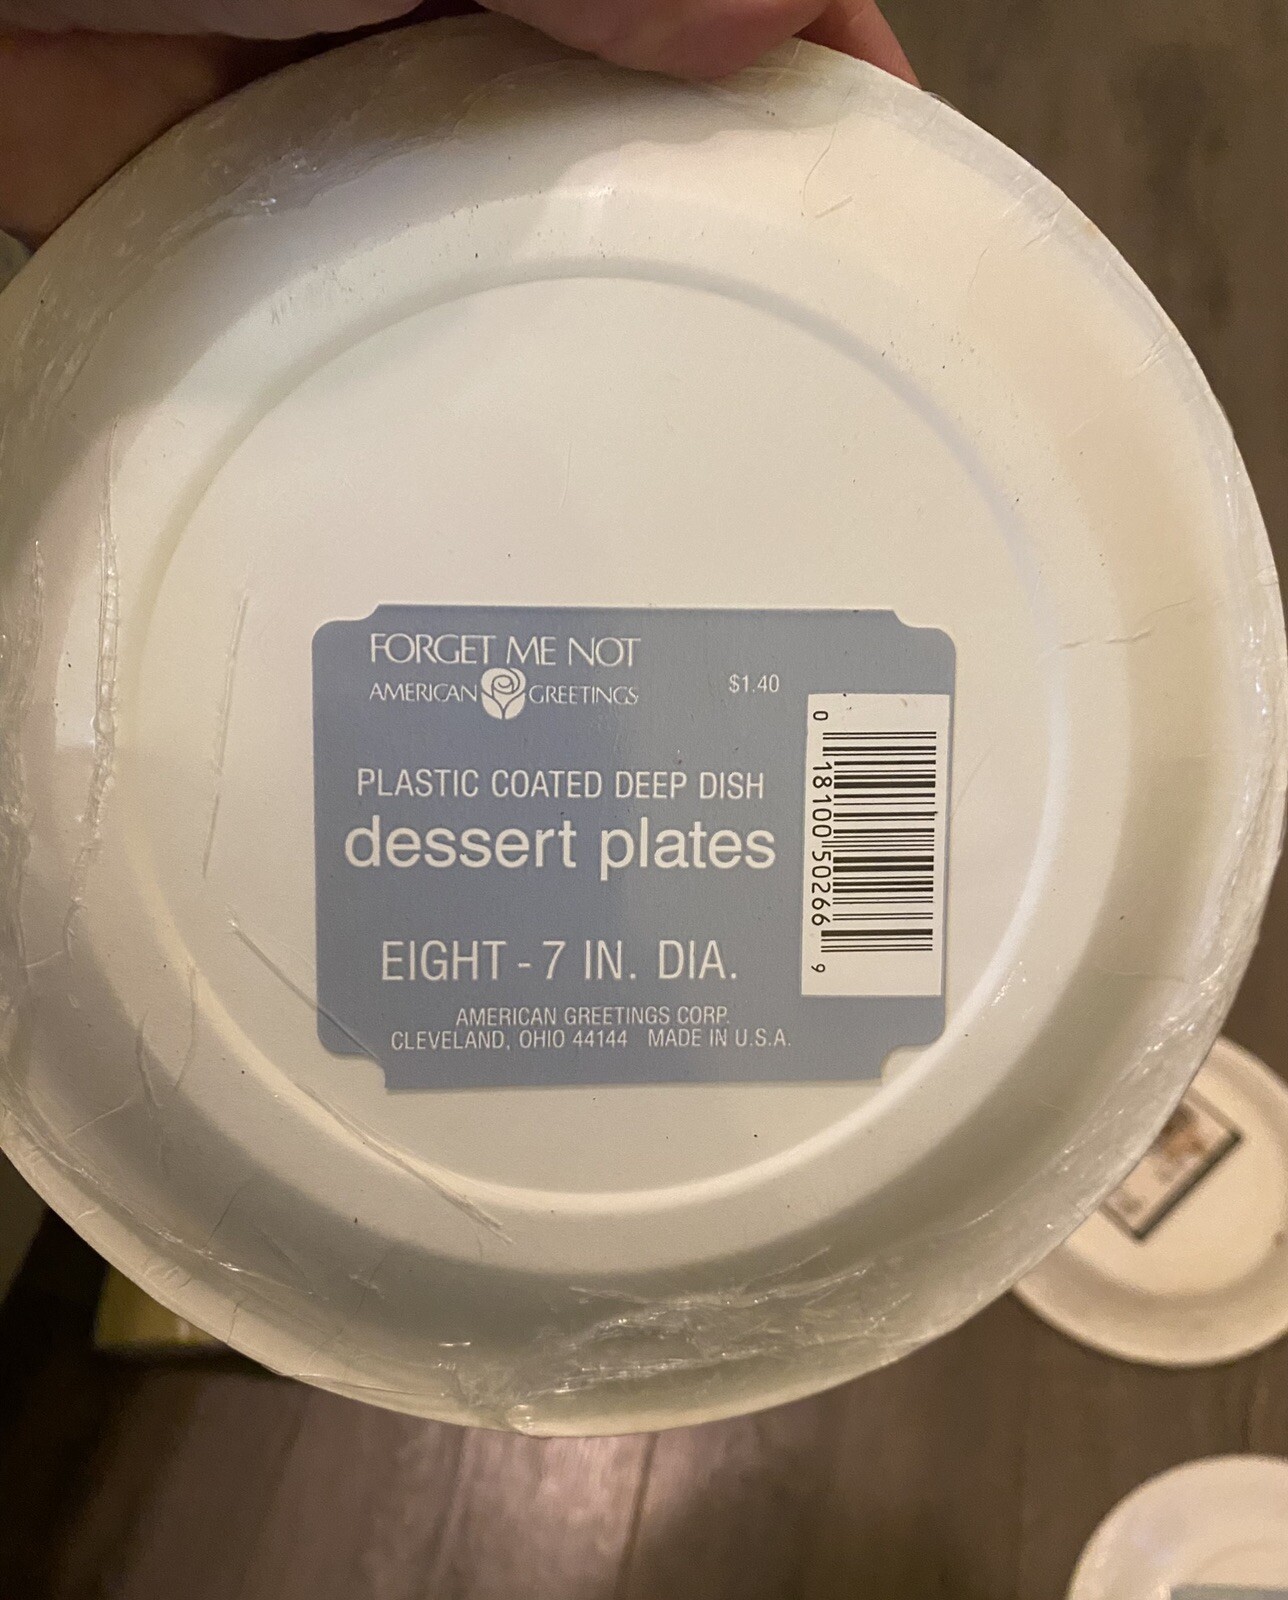 FORGET ME NOT
AMERICAN GREETINGS
$1.40
PLASTIC COATED DEEP DISH
dessert plates
EIGHT - 7 IN. DIA.
AMERICAN GREETINGS CORP.
CLEVELAND, OHIO 44144 MADE IN U.S.A.
0 18100 50266 9